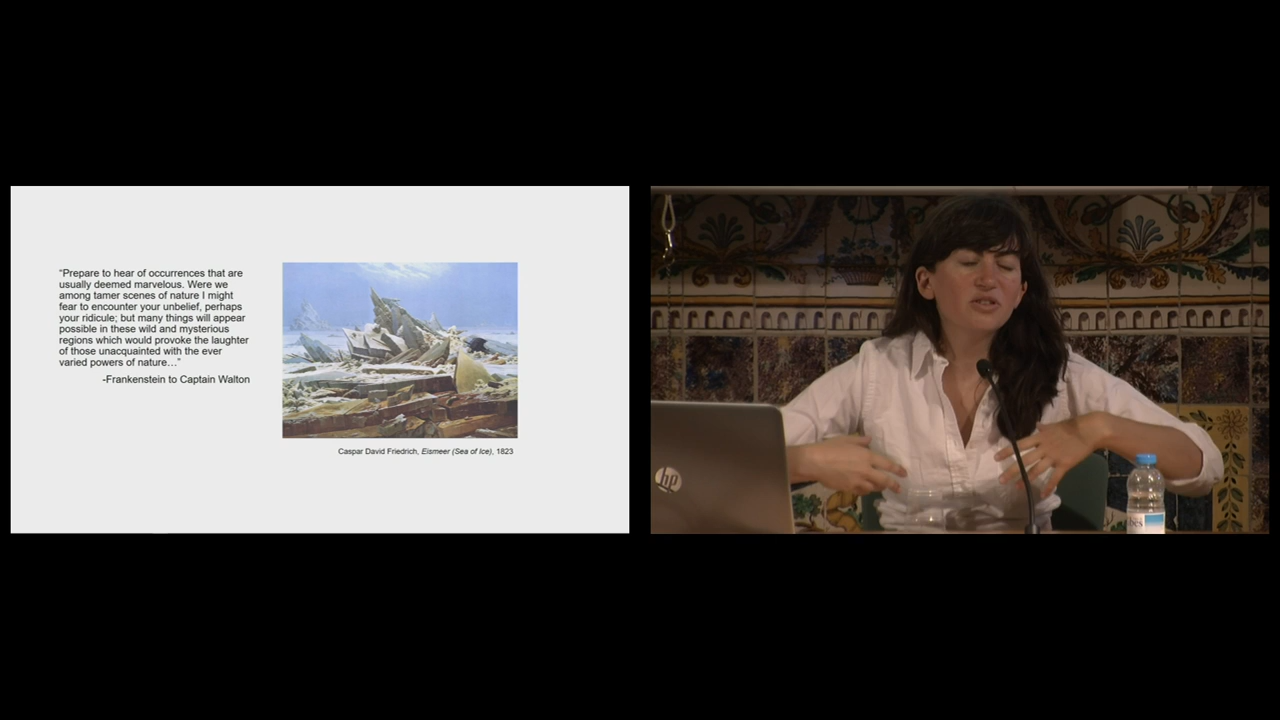 “Prepare to hear of occurrences that are
usually deemed marvelous. Were we
among tamer scenes of nature I might
fear to encounter your unbelief, perhaps
your ridicule; but many things will appear
possible in these wild and mysterious
regions which would provoke the laughter
of those unacquainted with the ever
varied powers of nature…”
-Frankenstein to Captain Walton
Caspar David Friedrich, Eismeer (Sea of Ice), 1823
hp